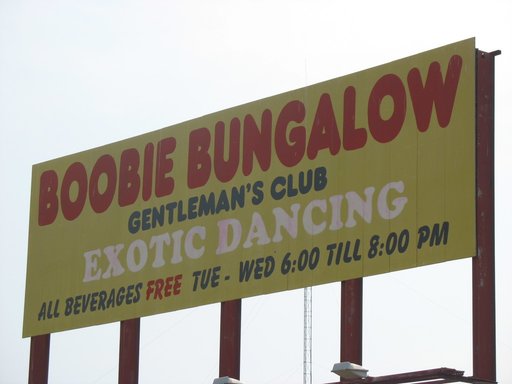 BOOBIE BUNGALOW
GENTLEMAN'S CLUB
EXOTIC DANCING
ALL BEVERAGES FREE TUE - WED 6:00 TILL 8:00 PM